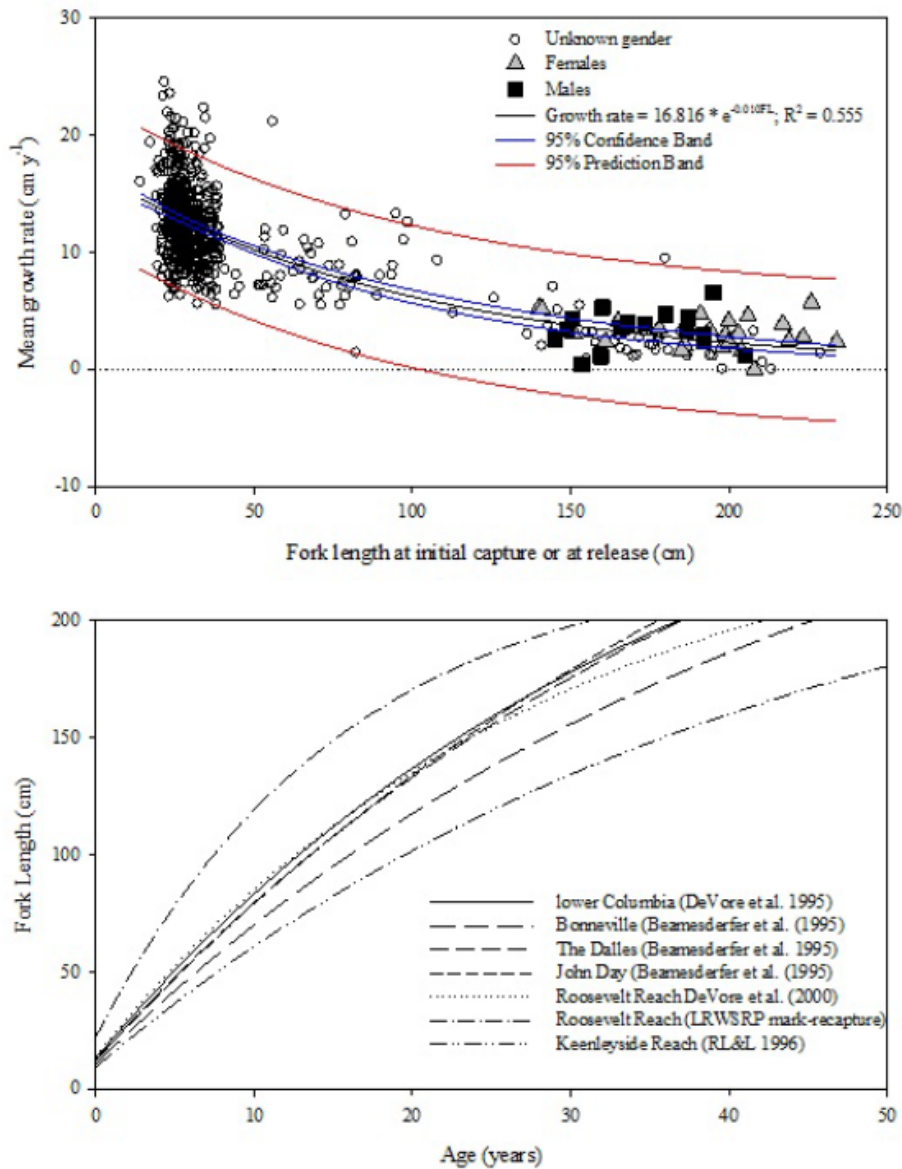 30
20
10
0
-10
Mean growth rate (cm y-1)
Unknown gender
Females
Males
Growth rate = 16.816 * e-0.010FL; R2 = 0.555
95% Confidence Band
95% Prediction Band
0 50 100 150 200 250
Fork length at initial capture or at release (cm)
200
150
100
50
0
Fork Length (cm)
lower Columbia (DeVore et al. 1995)
Bonneville (Beamesderfer et al. (1995)
The Dalles (Beamesderfer et al. 1995)
John Day (Beamesderfer et al. (1995)
Roosevelt Reach DeVore et al. (2000)
Roosevelt Reach (LRWSRP mark-recapture)
Keenleyside Reach (RL&L 1996)
0 10 20 30 40 50
Age (years)